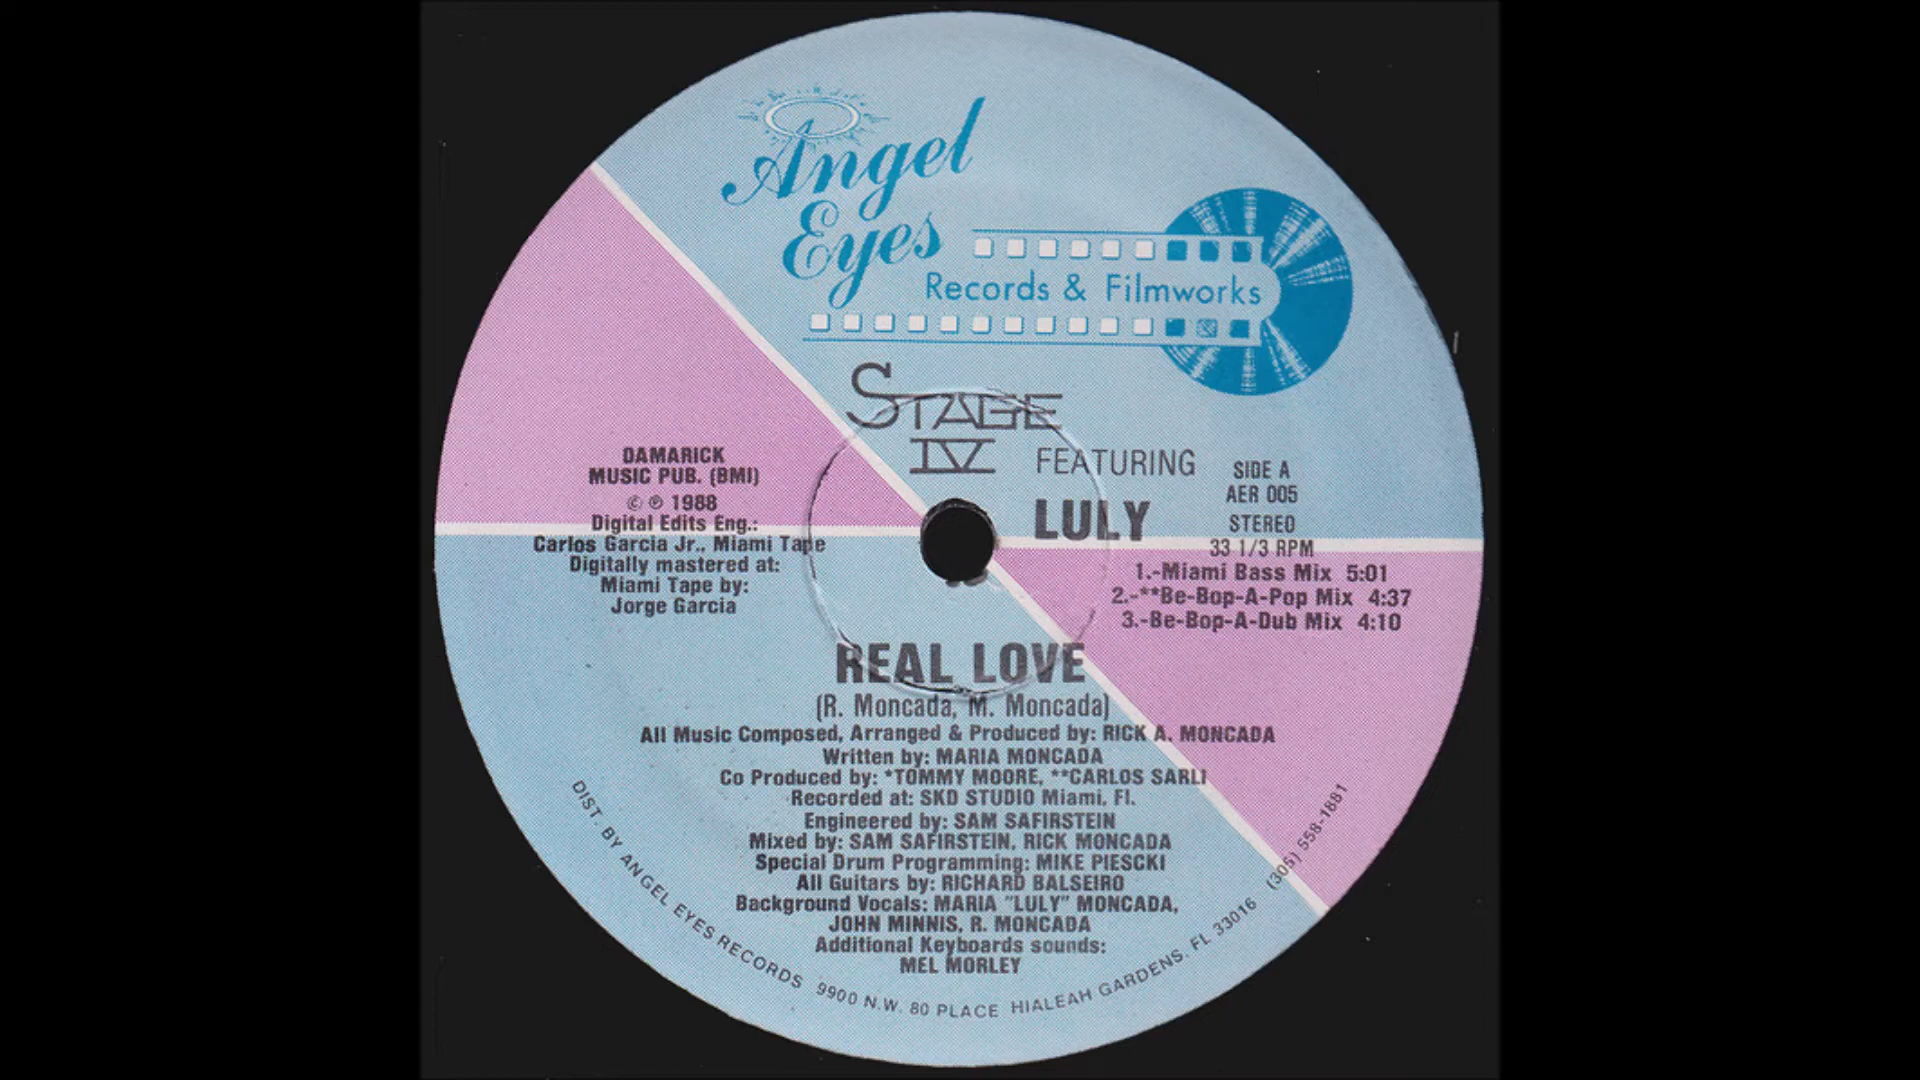 Angel
Eyes
Records & Filmworks
STAGE
IV
FEATURING
LULY
SIDE A
AER 005
STEREO
33 1/3 RPM
1.-Miami Bass Mix 5:01
2.-**Be-Bop-A-Pop Mix 4:37
3.-Be-Bop-A-Dub Mix 4:10
DAMARICK
MUSIC PUB. (BMI)
© ℗ 1988
Digital Edits Eng.:
Carlos Garcia Jr., Miami Tape
Digitally mastered at:
Miami Tape by:
Jorge Garcia
REAL LOVE
(R. Moncada, M. Moncada)
All Music Composed, Arranged & Produced by: RICK A. MONCADA
Written by: MARIA MONCADA
Co Produced by: *TOMMY MOORE, **CARLOS SARLI
Recorded at: SKD STUDIO Miami, Fl.
Engineered by: SAM SAFIRSTEIN
Mixed by: SAM SAFIRSTEIN, RICK MONCADA
Special Drum Programming: MIKE PIESCKI
All Guitars by: RICHARD BALSEIRO
Background Vocals: MARIA "LULY" MONCADA,
JOHN MINNIS, R. MONCADA
Additional Keyboards sounds:
MEL MORLEY
DIST. BY ANGEL EYES RECORDS 9900 N.W. 80 PLACE HIALEAH GARDENS, FL 33016 (305) 558-1881